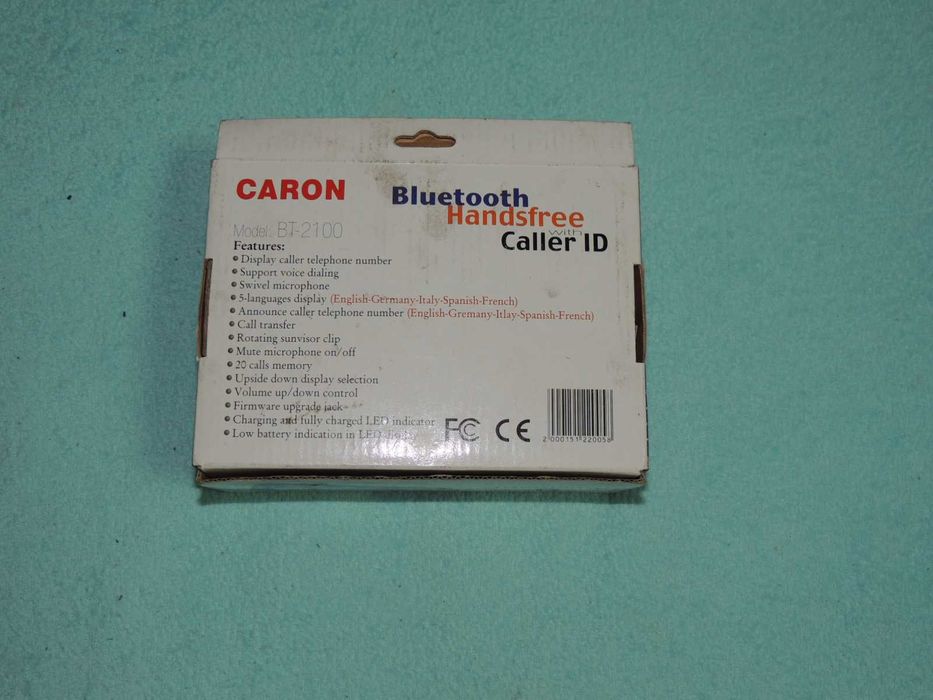 CARON
Bluetooth
Handsfree
with
Caller ID
Model: BT-2100
Features:
• Display caller telephone number
• Support voice dialing
• Swivel microphone
• 5-languages display (English-Germany-Italy-Spanish-French)
• Announce caller telephone number (English-Gremany-Itlay-Spanish-French)
• Call transfer
• Rotating sunvisor clip
• Mute microphone on/off
• 20 calls memory
• Upside down display selection
• Volume up/down control
• Firmware upgrade jack
• Charging and fully charged LED indicator
• Low battery indication in LED
FC CE
2 000151 220058